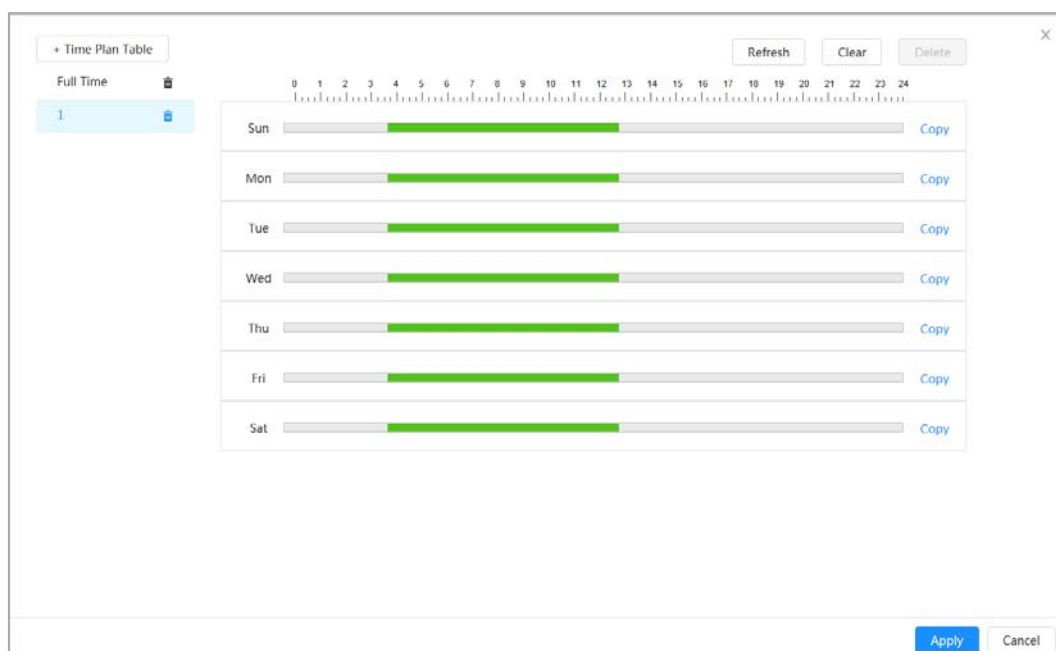 + Time Plan Table
Refresh Clear Delete
Full Time
0 1 2 3 4 5 6 7 8 9 10 11 12 13 14 15 16 17 18 19 20 21 22 23 24
1
Sun Copy
Mon Copy
Tue Copy
Wed Copy
Thu Copy
Fri Copy
Sat Copy
Apply Cancel